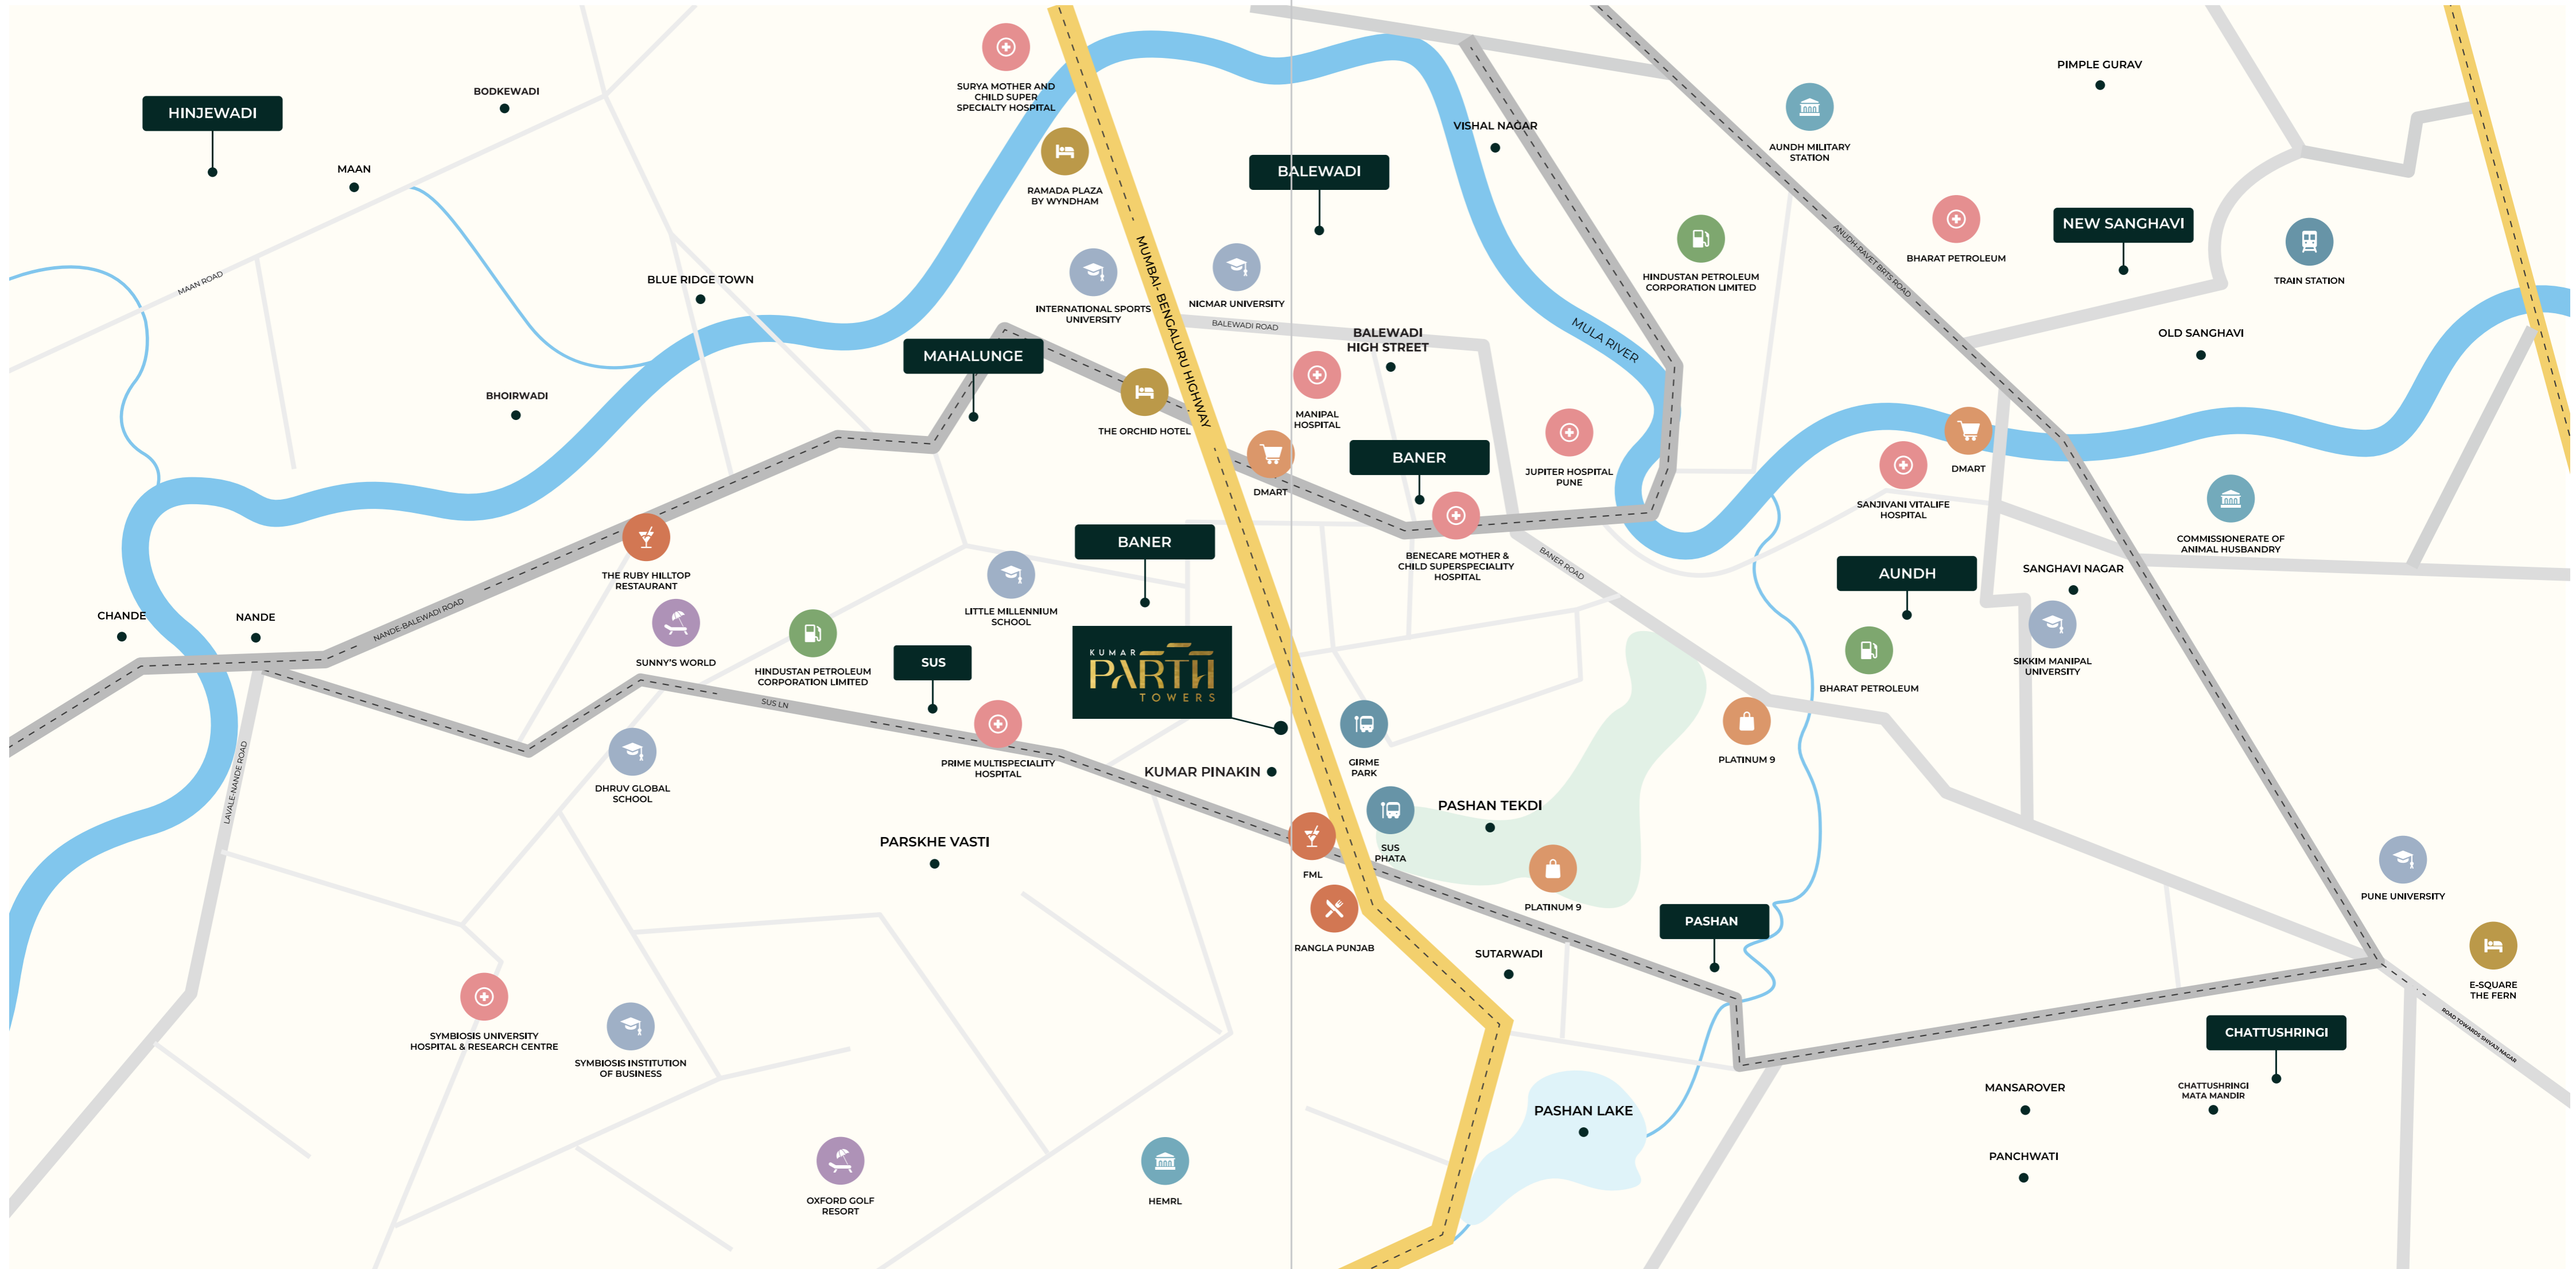 SURYA MOTHER AND
CHILD SUPER
SPECIALTY HOSPITAL
PIMPLE GURAV
BODKEWADI
HINJEWADI
VISHAL NAGAR
AUNDH MILITARY
STATION
MAAN
BALEWADI
RAMADA PLAZA
BY WYNDHAM
NEW SANGHAVI
BHARAT PETROLEUM
ANUDH-RAVET BRTS ROAD
MAAN ROAD
BLUE RIDGE TOWN
MUMBAI- BENGALURU HIGHWAY
HINDUSTAN PETROLEUM
CORPORATION LIMITED
TRAIN STATION
INTERNATIONAL SPORTS
UNIVERSITY
NICMAR UNIVERSITY
BALEWADI ROAD
BALEWADI
HIGH STREET
MULA RIVER
OLD SANGHAVI
MAHALUNGE
BHOIRWADI
THE ORCHID HOTEL
MANIPAL
HOSPITAL
BANER
JUPITER HOSPITAL
PUNE
DMART
DMART
SANJIVANI VITALIFE
HOSPITAL
COMMISSIONERATE OF
ANIMAL HUSBANDRY
BANER
BENECARE MOTHER &
CHILD SUPERSPECIALITY
HOSPITAL
BANER ROAD
AUNDH
SANGHAVI NAGAR
THE RUBY HILLTOP
RESTAURANT
LITTLE MILLENNIUM
SCHOOL
CHANDE
NANDE
NANDE-BALEWADI ROAD
SUNNY'S WORLD
HINDUSTAN PETROLEUM
CORPORATION LIMITED
SUS
KUMAR
PARTH
TOWERS
SIKKIM MANIPAL
UNIVERSITY
BHARAT PETROLEUM
SUS LN
PRIME MULTISPECIALITY
HOSPITAL
KUMAR PINAKIN
GIRME
PARK
PLATINUM 9
LAVALE-NANDE ROAD
DHRUV GLOBAL
SCHOOL
PASHAN TEKDI
PARSKHE VASTI
SUS
PHATA
FML
PLATINUM 9
PUNE UNIVERSITY
PASHAN
RANGLA PUNJAB
SUTARWADI
E-SQUARE
THE FERN
ROAD TOWARDS SHIVAJI NAGAR
SYMBIOSIS UNIVERSITY
HOSPITAL & RESEARCH CENTRE
SYMBIOSIS INSTITUTION
OF BUSINESS
CHATTUSHRINGI
CHATTUSHRINGI
MATA MANDIR
MANSAROVER
PASHAN LAKE
PANCHWATI
OXFORD GOLF
RESORT
HEMRL